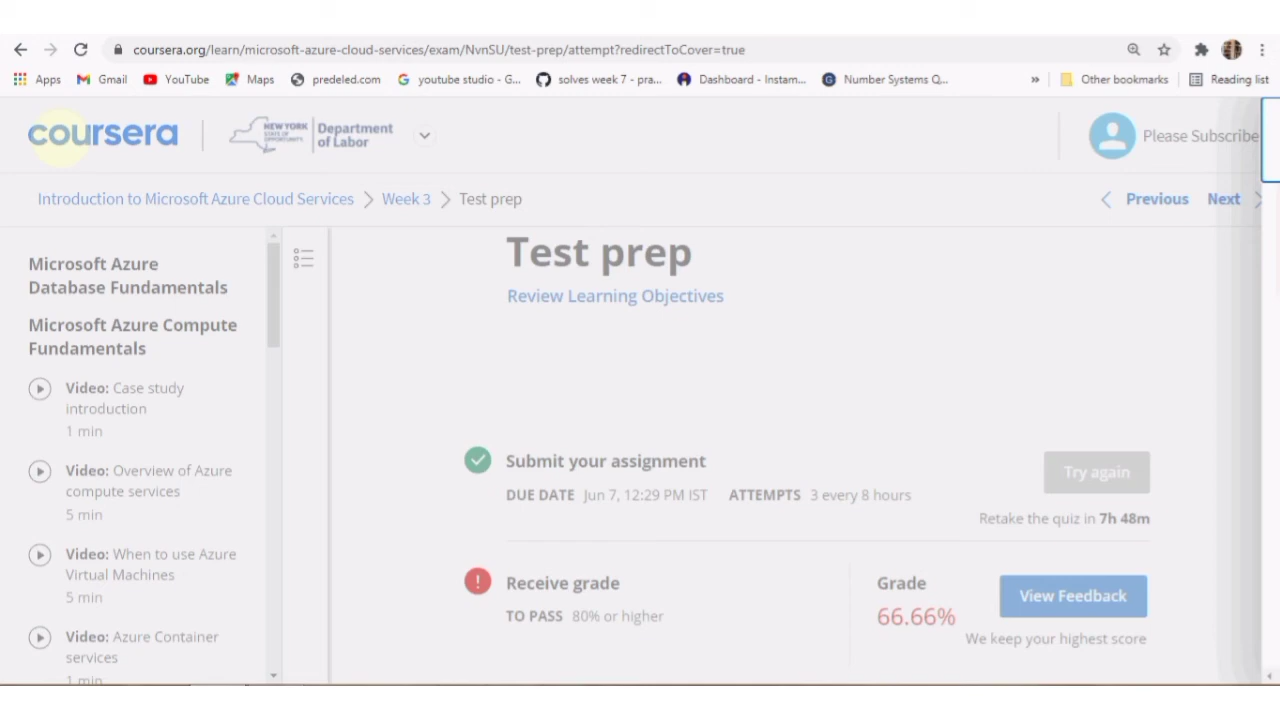 coursera.org/learn/microsoft-azure-cloud-services/exam/NvnSU/test-prep/attempt?redirectToCover=true
Apps Gmail YouTube Maps predeled.com youtube studio - G... solves week 7 - pra... Dashboard - Instam... Number Systems Q... » Other bookmarks Reading list
coursera NEW YORK STATE OF OPPORTUNITY Department of Labor Please Subscribe
Introduction to Microsoft Azure Cloud Services > Week 3 > Test prep < Previous Next >
Microsoft Azure
Database Fundamentals
Microsoft Azure Compute
Fundamentals
Video: Case study
introduction
1 min
Video: Overview of Azure
compute services
5 min
Video: When to use Azure
Virtual Machines
5 min
Video: Azure Container
services
1 min
Test prep
Review Learning Objectives
Submit your assignment
DUE DATE Jun 7, 12:29 PM IST ATTEMPTS 3 every 8 hours
Try again
Retake the quiz in 7h 48m
Receive grade
TO PASS 80% or higher
Grade
66.66%
View Feedback
We keep your highest score